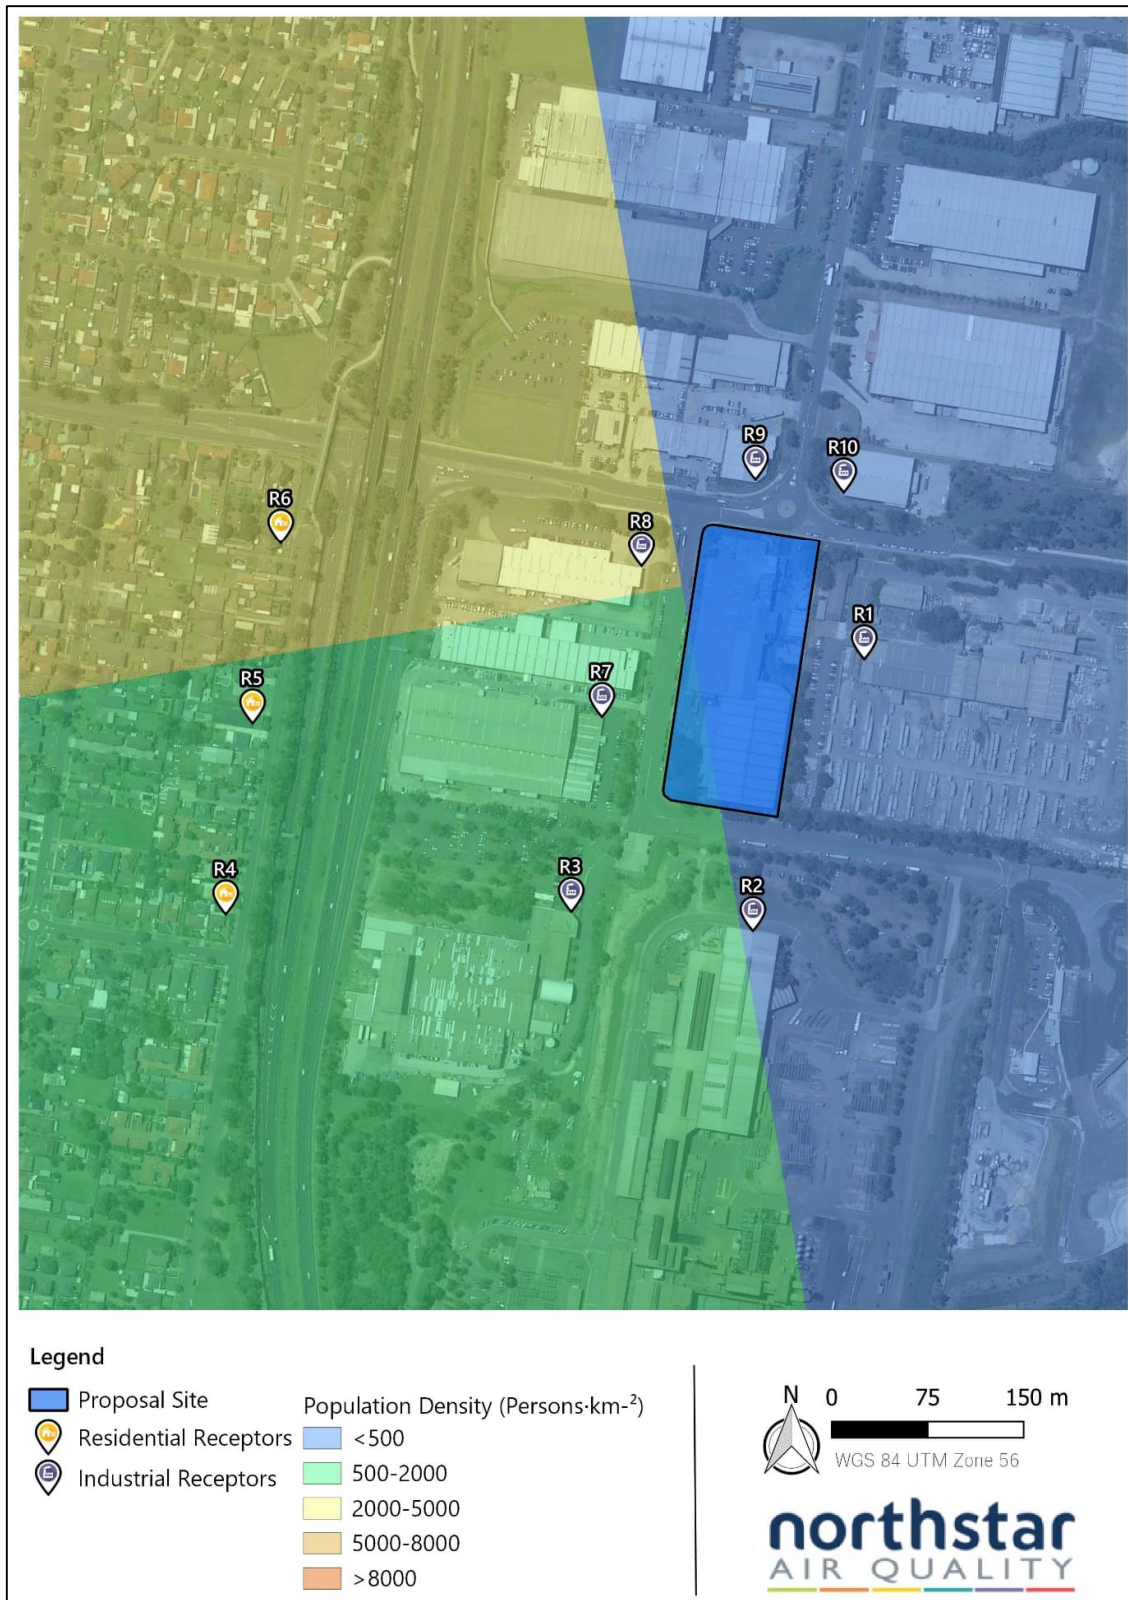 R9
R10
R6
R8
R1
R5
R7
R4
R3
R2
Legend
Proposal Site
Residential Receptors
Industrial Receptors
Population Density (Persons·km-²)
<500
500-2000
2000-5000
5000-8000
>8000
N 0 75 150 m
WGS 84 UTM Zone 56
northstar
AIR QUALITY